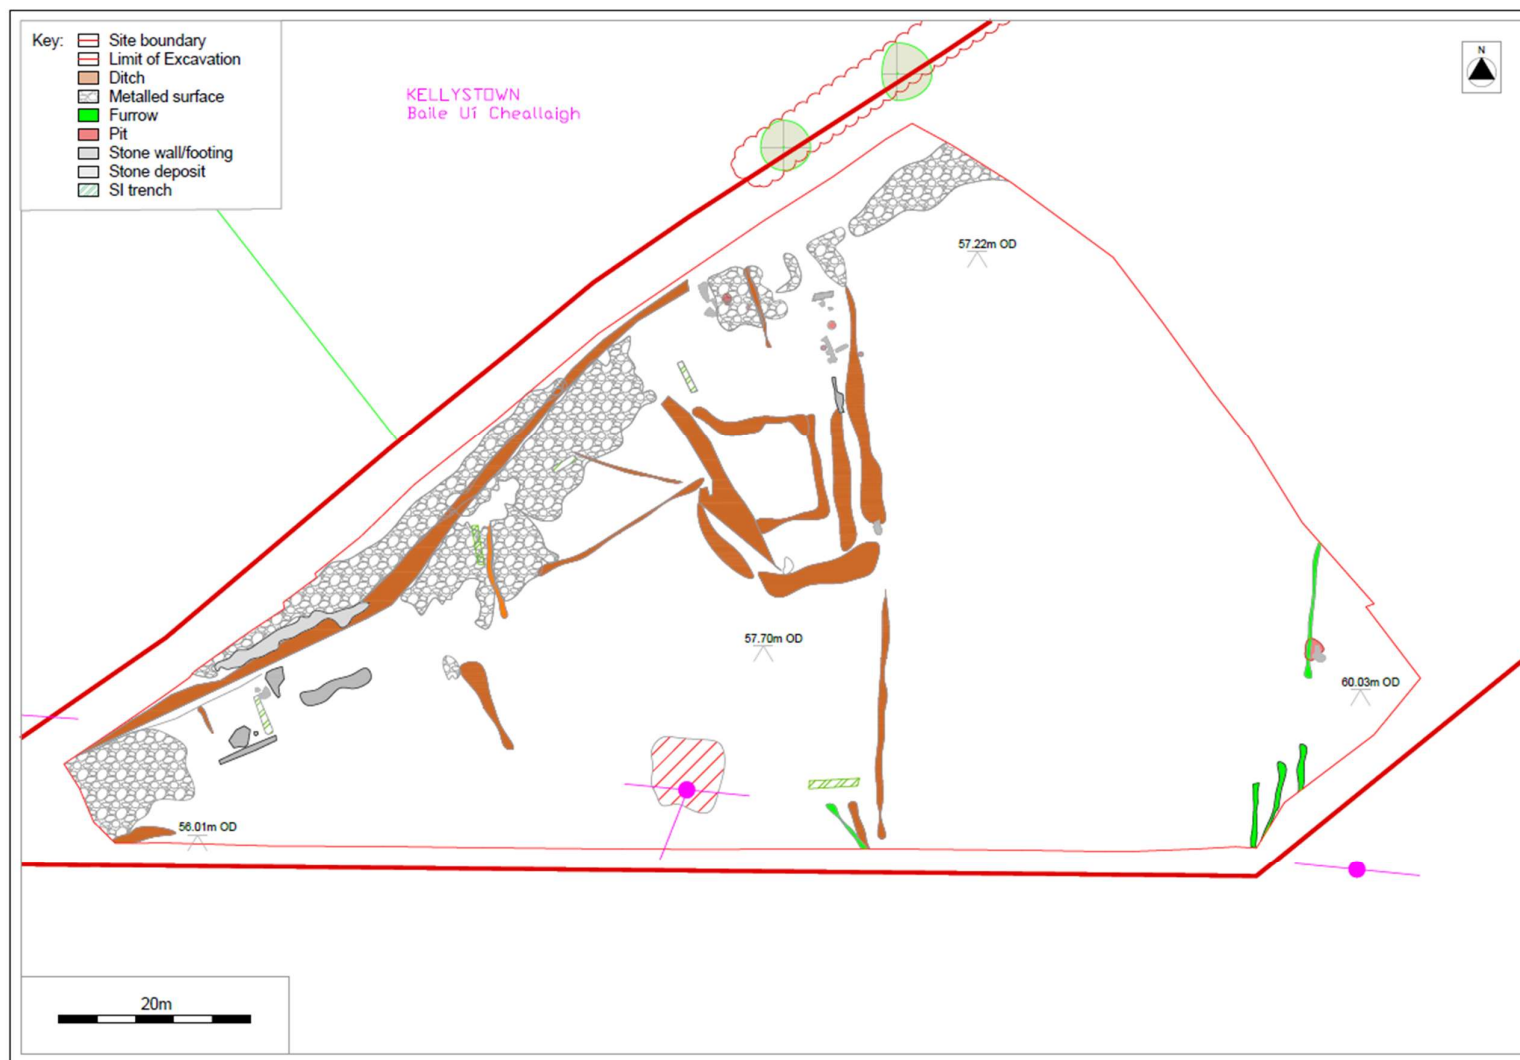 Key:
Site boundary
Limit of Excavation
Ditch
Metalled surface
Furrow
Pit
Stone wall/footing
Stone deposit
SI trench
KELLYSTOWN
Baile Uí Cheallaigh
N
57.22m OD
57.70m OD
60.03m OD
56.01m OD
20m